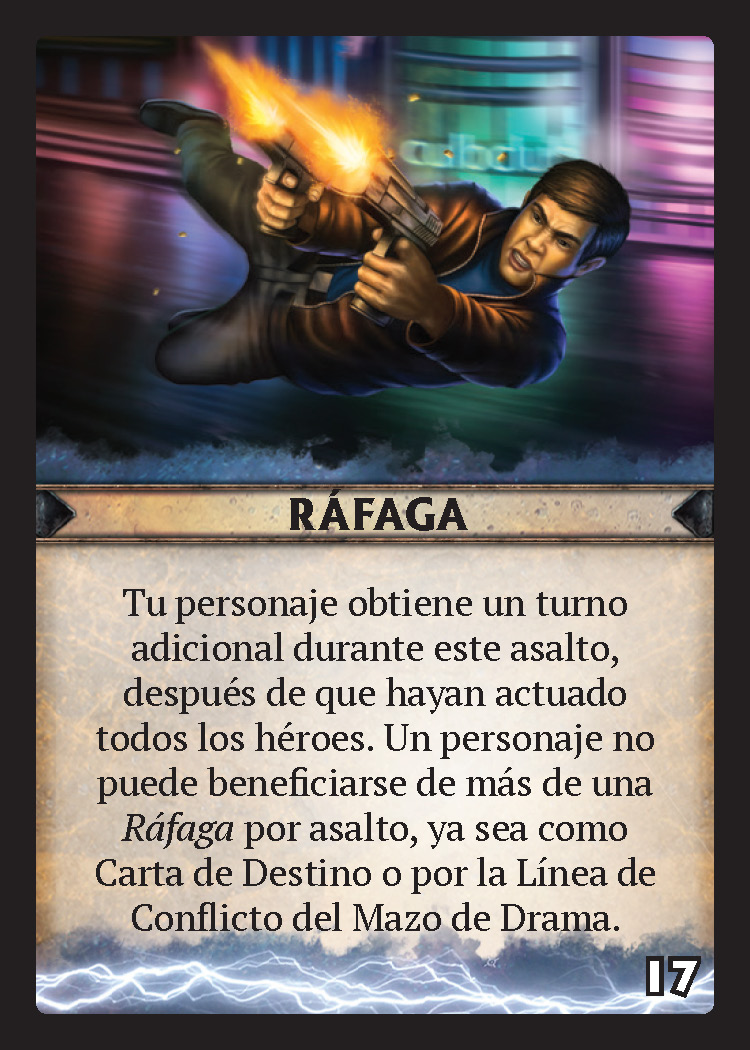 RÁFAGA
Tu personaje obtiene un turno
adicional durante este asalto,
después de que hayan actuado
todos los héroes. Un personaje no
puede beneficiarse de más de una
Ráfaga por asalto, ya sea como
Carta de Destino o por la Línea de
Conflicto del Mazo de Drama.
17